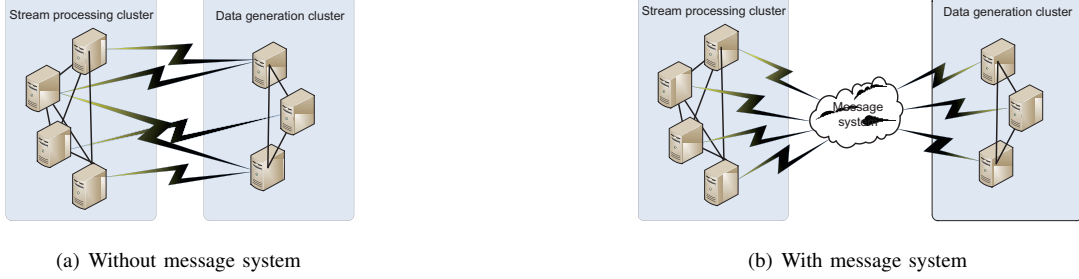 Stream processing cluster
Data generation cluster
Stream processing cluster
Data generation cluster
Message
system
(a) Without message system
(b) With message system